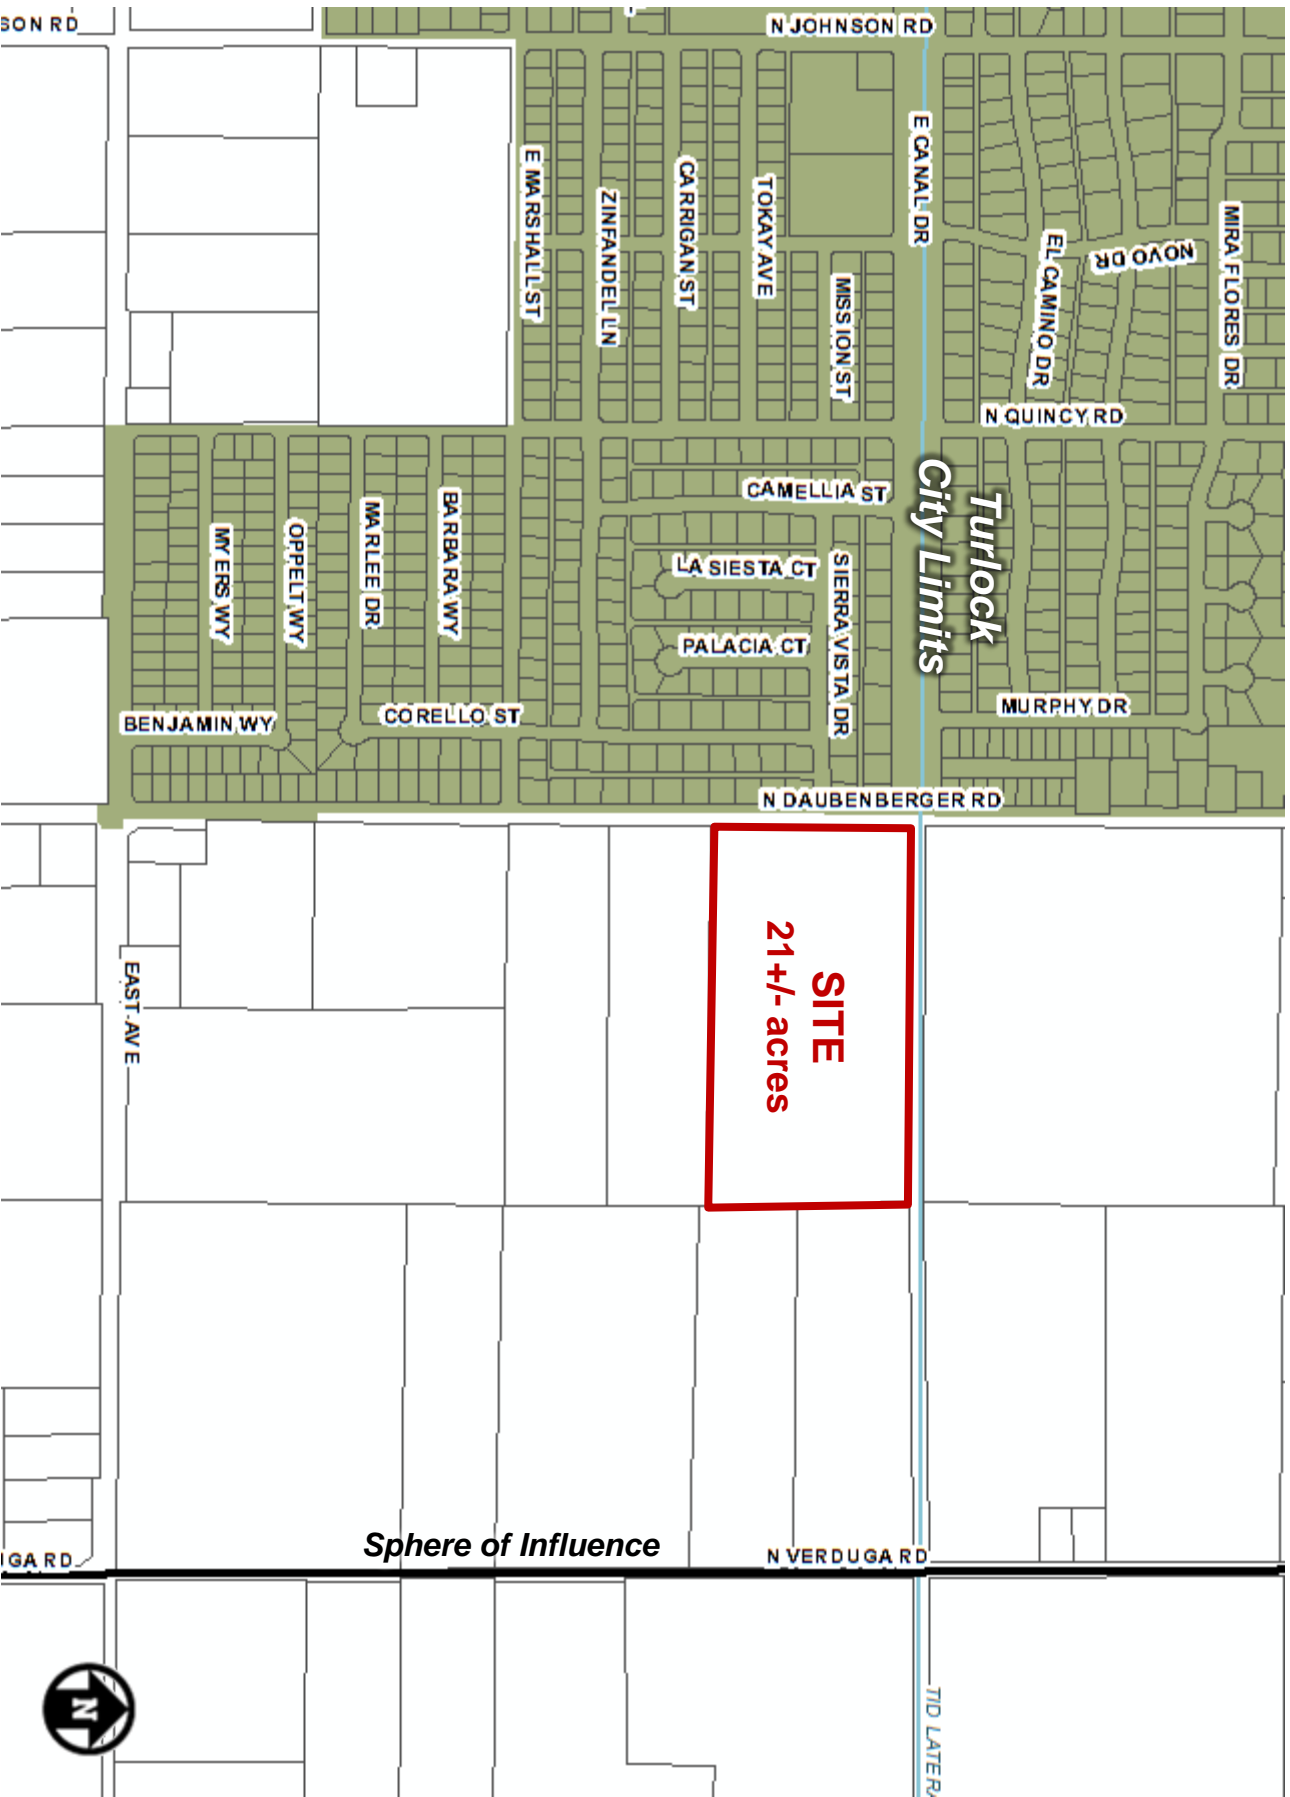 SON RD
N JOHNSON RD
E MARSHALL ST
ZINFANDEL LN
CARRIGAN ST
TOKAY AVE
MISSION ST
E CANAL DR
EL CAMINO DR
NOVO DR
MIRA FLORES DR
N QUINCY RD
Turlock
City Limits
CAMELLIA ST
LA SIESTA CT
PALACIA CT
SIERRA VISTA DR
MYERS WY
OPPELT WY
MARLEE DR
BARBARA WY
BENJAMIN WY
CORELLO ST
MURPHY DR
N DAUBENBERGER RD
SITE
21+/- acres
EAST AVE
Sphere of Influence
GA RD
N VERDUGA RD
TID LATERA
N